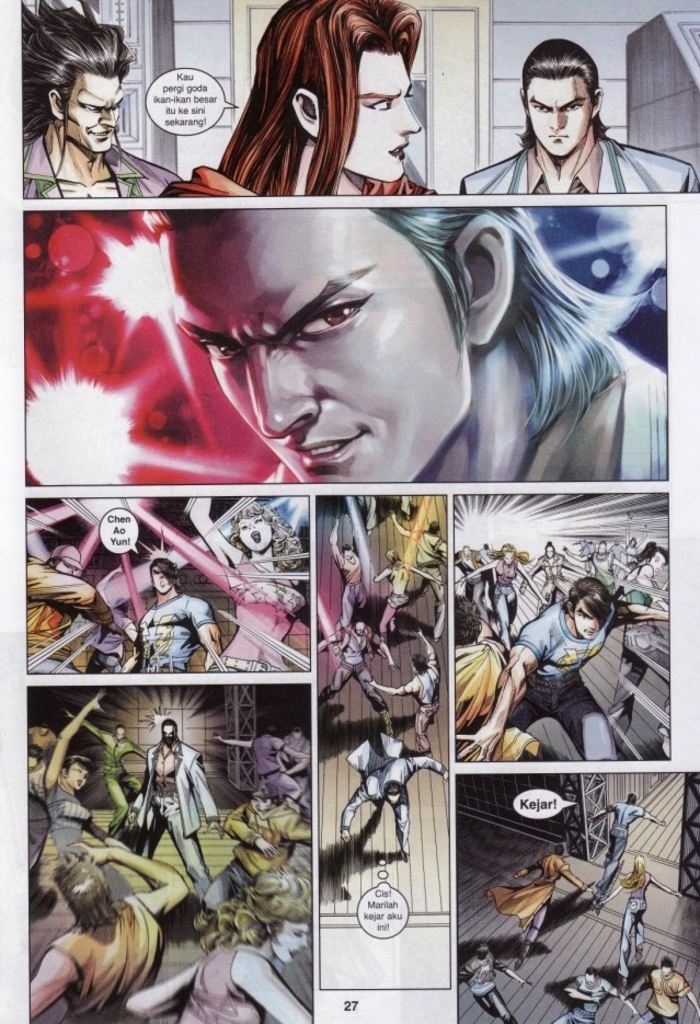 Kau
pergi goda
ikan-ikan besar
itu ke sini
sekarang!
Chen
Ao
Yun!
Cis!
Marilah
kejar aku
ini!
Kejar!
27